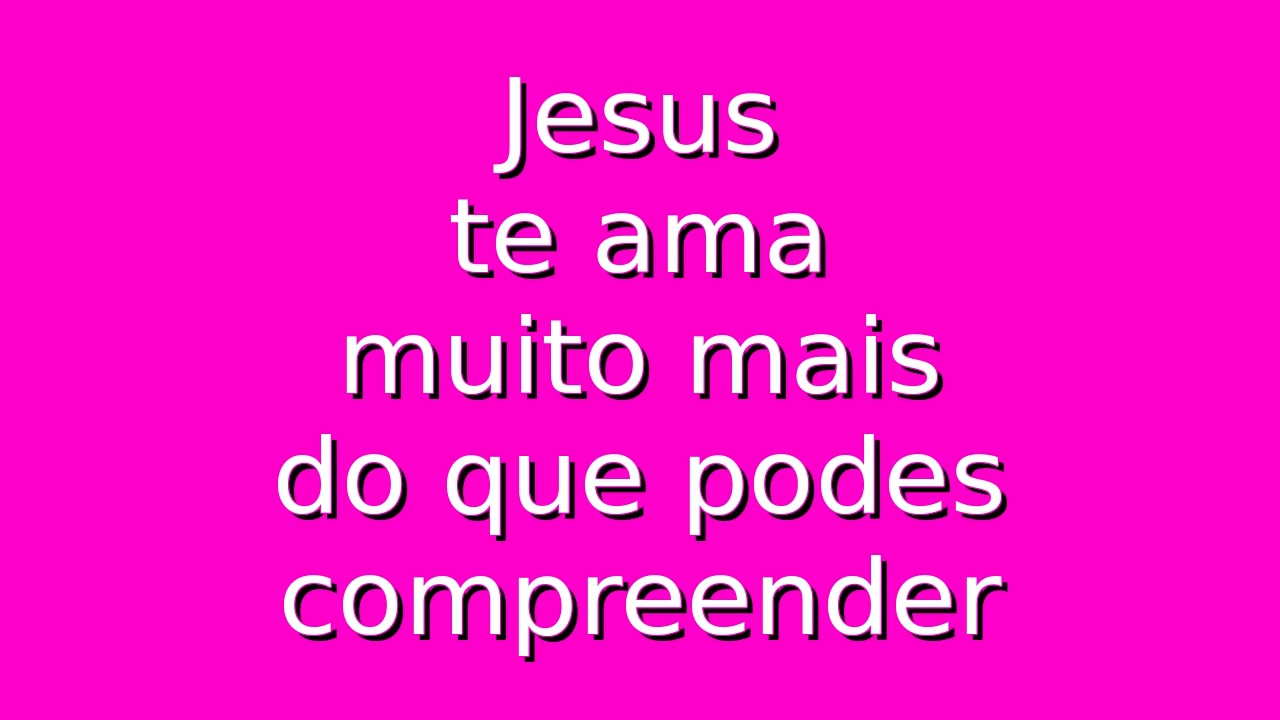 Jesus
te ama
muito mais
do que podes
compreender